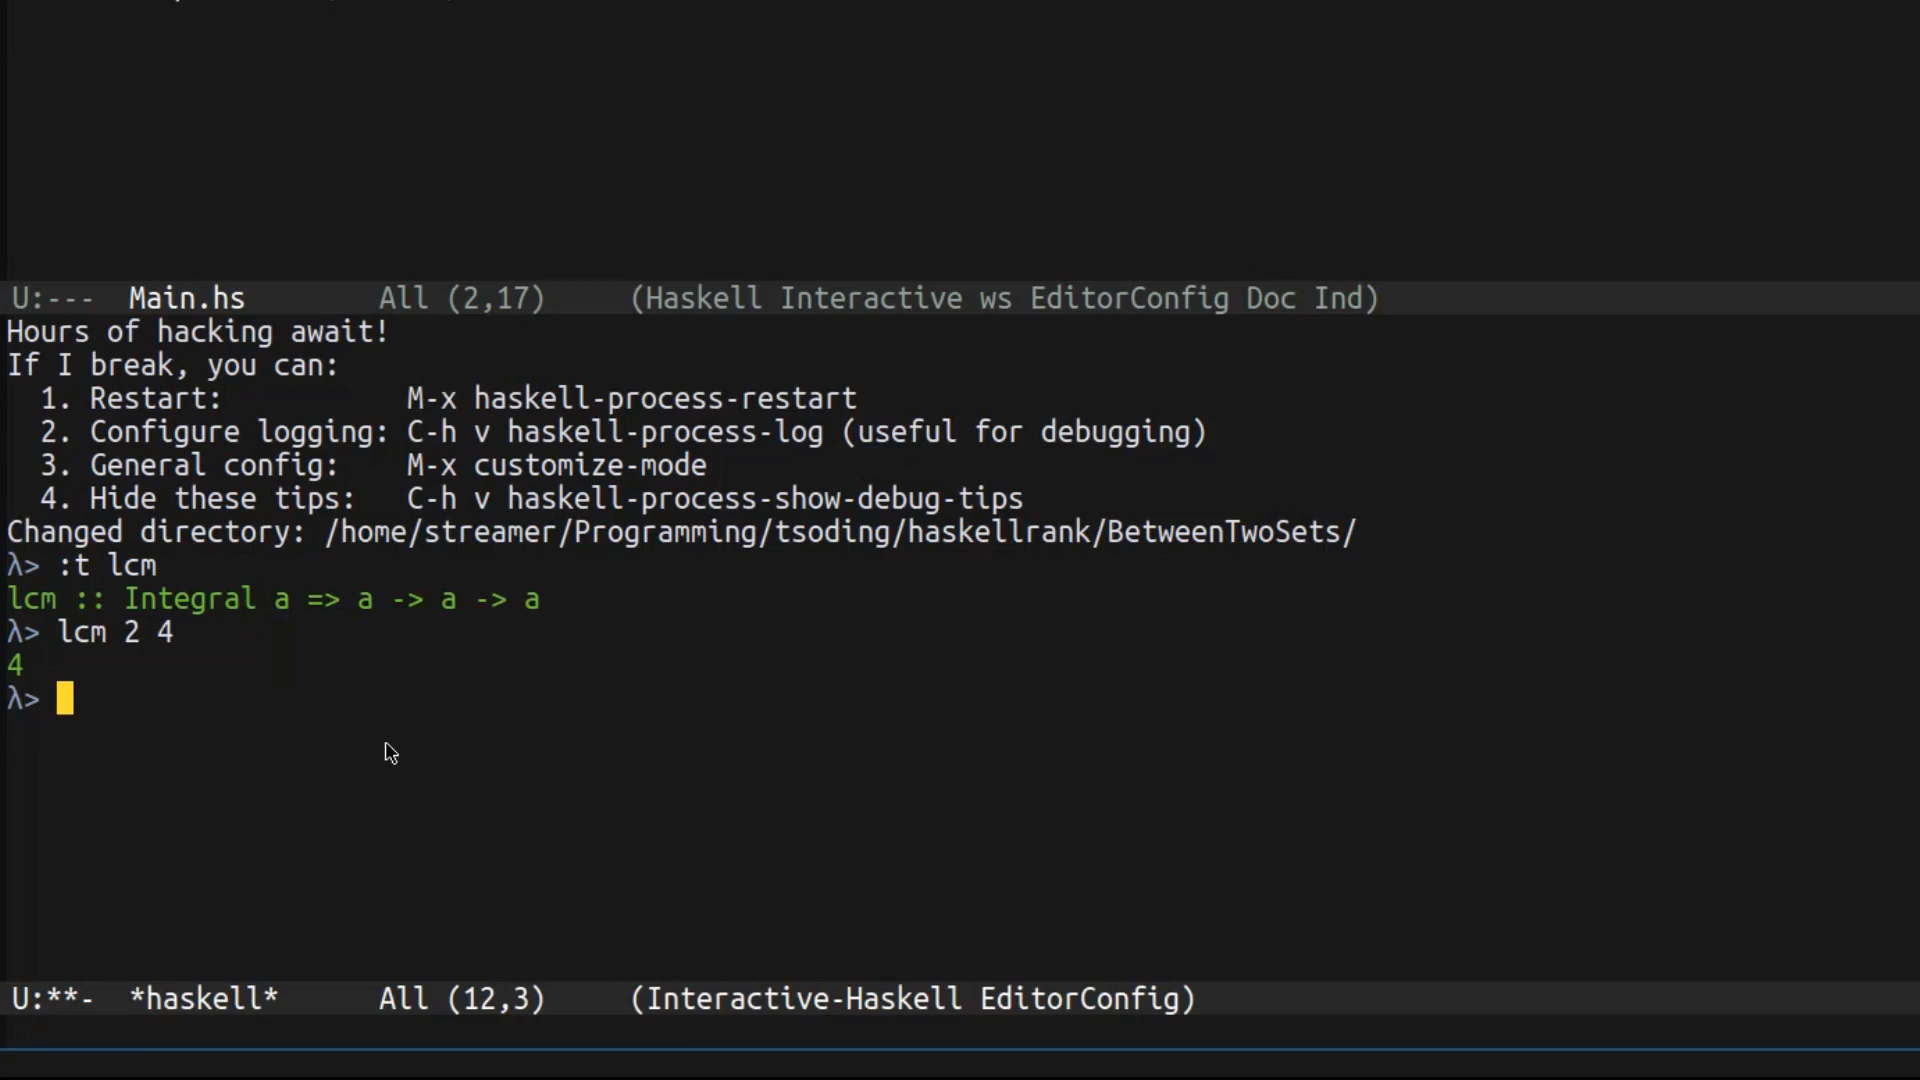 U:---  Main.hs        All (2,17)     (Haskell Interactive ws EditorConfig Doc Ind)
Hours of hacking await!
If I break, you can:
  1. Restart:           M-x haskell-process-restart
  2. Configure logging: C-h v haskell-process-log (useful for debugging)
  3. General config:    M-x customize-mode
  4. Hide these tips:   C-h v haskell-process-show-debug-tips
Changed directory: /home/streamer/Programming/tsoding/haskellrank/BetweenTwoSets/
λ> :t lcm
lcm :: Integral a => a -> a -> a
λ> lcm 2 4
4
λ>
U:**-  *haskell*      All (12,3)     (Interactive-Haskell EditorConfig)